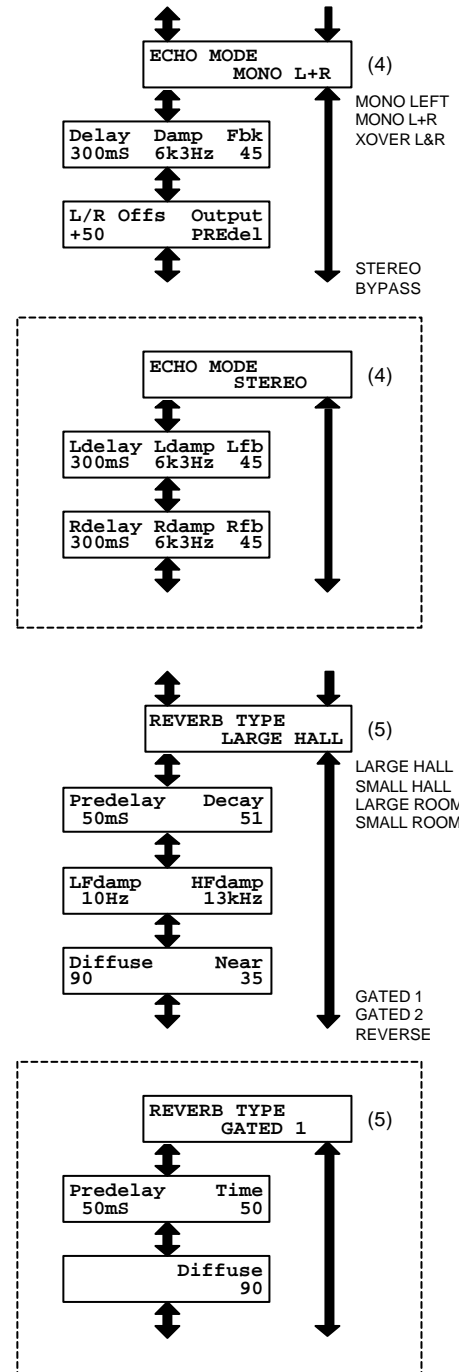 ECHO MODE
MONO L+R
(4)
MONO LEFT
MONO L+R
XOVER L&R
Delay Damp Fbk
300mS 6k3Hz 45
L/R Offs Output
+50 PREdel
STEREO
BYPASS
ECHO MODE
STEREO
(4)
Ldelay Ldamp Lfb
300mS 6k3Hz 45
Rdelay Rdamp Rfb
300mS 6k3Hz 45
REVERB TYPE
LARGE HALL
(5)
LARGE HALL
SMALL HALL
LARGE ROOM
SMALL ROOM
Predelay Decay
50mS 51
LFdamp HFdamp
10Hz 13kHz
Diffuse Near
90 35
GATED 1
GATED 2
REVERSE
REVERB TYPE
GATED 1
(5)
Predelay Time
50mS 50
Diffuse
90